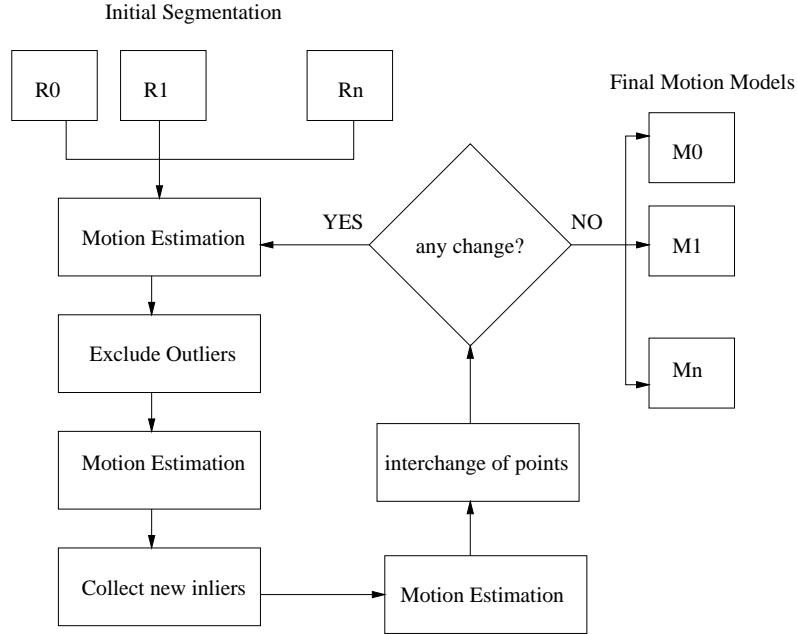 Initial Segmentation
R0
R1
Rn
Final Motion Models
M0
YES
NO
Motion Estimation
any change?
M1
Exclude Outliers
Mn
Motion Estimation
interchange of points
Collect new inliers
Motion Estimation